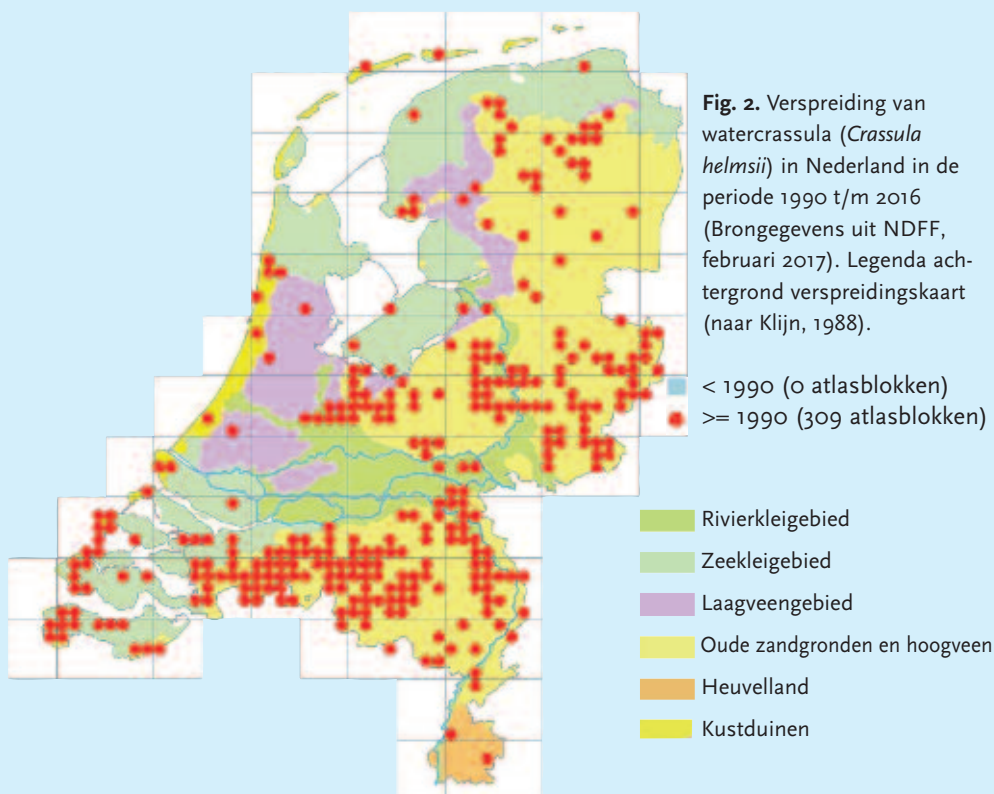 Fig. 2. Verspreiding van
watercrassula (Crassula
helmsii) in Nederland in de
periode 1990 t/m 2016
(Brongegevens uit NDFF,
februari 2017). Legenda ach-
tergrond verspreidingskaart
(naar Klijn, 1988).
< 1990 (0 atlasblokken)
>= 1990 (309 atlasblokken)
Rivierkleigebied
Zeekleigebied
Laagveengebied
Oude zandgronden en hoogveen
Heuvelland
Kustduinen